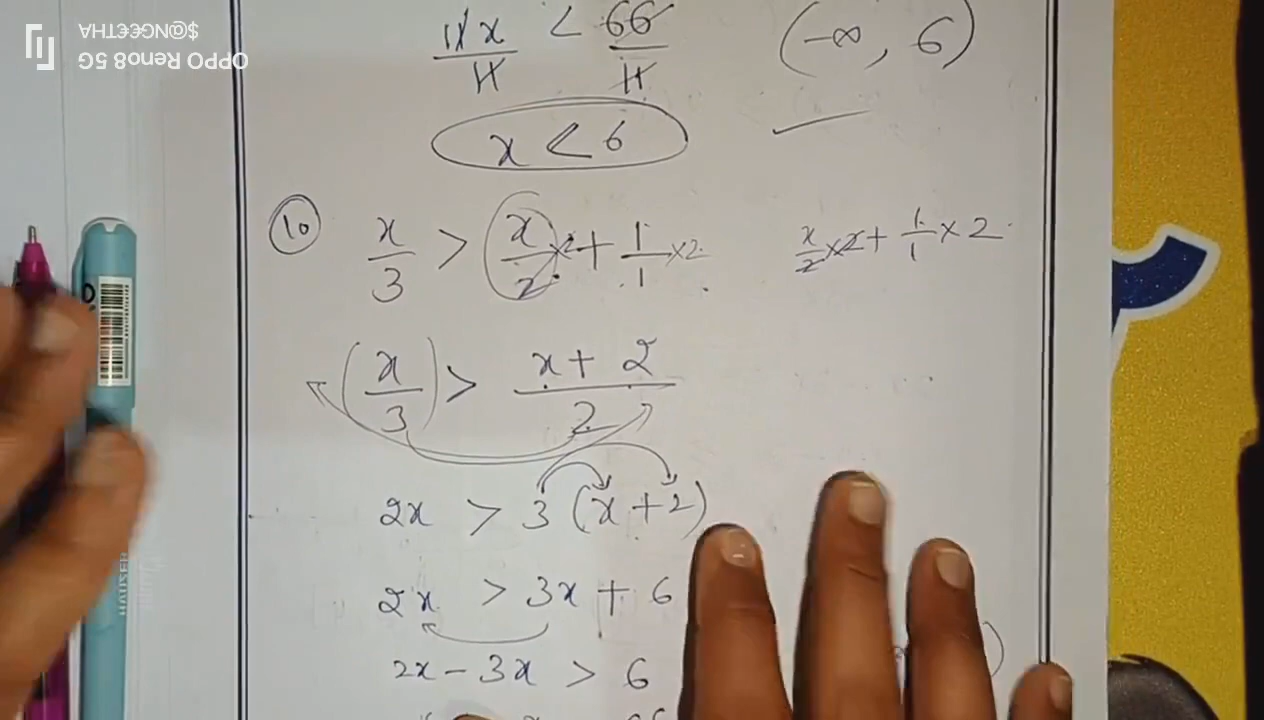 $@NGEETHA
OPPO Reno8 5G
11x/11 < 66/11 (-∞, 6)
x < 6
10 x/3 > x/2 ×2 + 1/1 ×2 x/2 ×2 + 1/1 ×2
x/3 > x + 2/2
2x > 3(x+2)
2x > 3x + 6
2x - 3x > 6